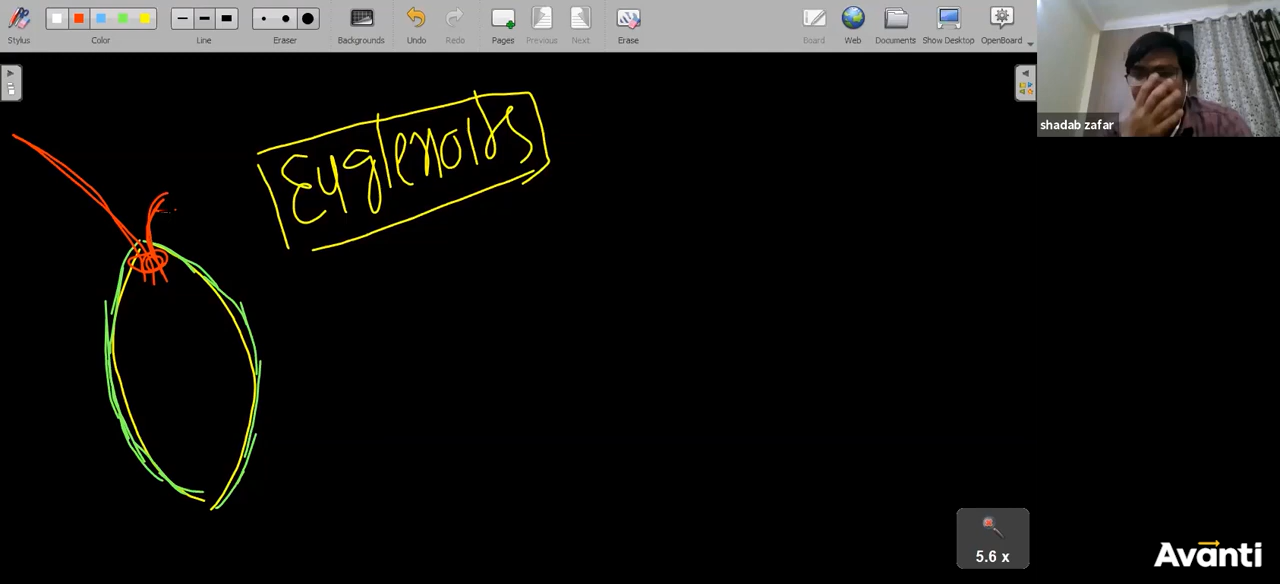 Stylus
Color
Line
Eraser
Backgrounds
Undo
Redo
Pages
Previous
Next
Erase
Board
Web
Documents
Show Desktop
OpenBoard
shadab zafar
Euglenoids
5.6 x
Avanti